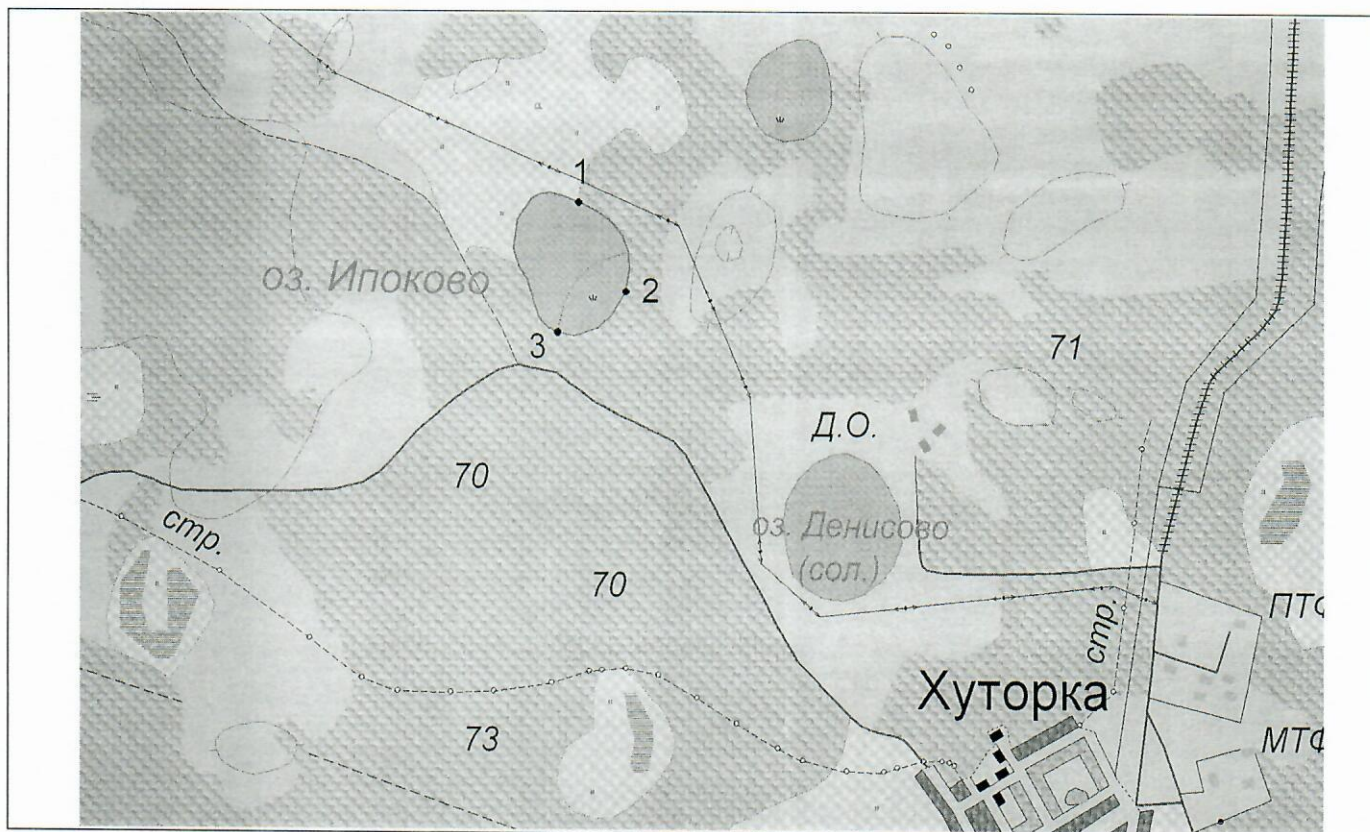 1
оз. Ипоково
2
3
71
Д.О.
70
оз. Денисово
(сол.)
стр.
70
ПТФ
стр.
Хуторка
73
МТФ